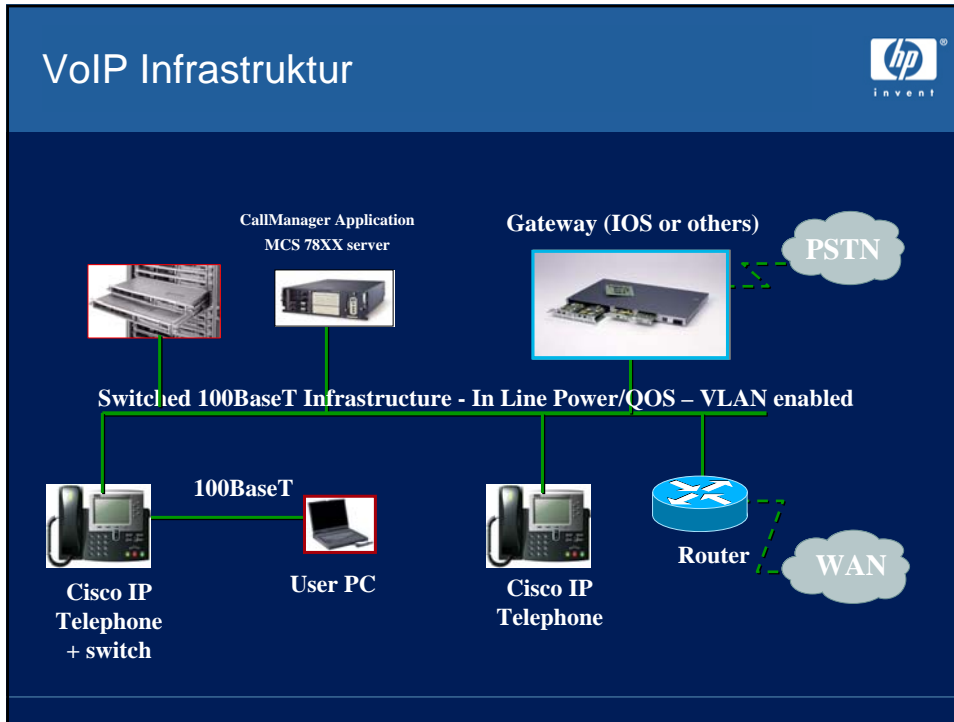 VoIP Infrastruktur
hp
®
invent
CallManager Application
MCS 78XX server
Gateway (IOS or others)
PSTN
Switched 100BaseT Infrastructure - In Line Power/QOS – VLAN enabled
100BaseT
Cisco IP
Telephone
+ switch
User PC
Cisco IP
Telephone
Router
WAN